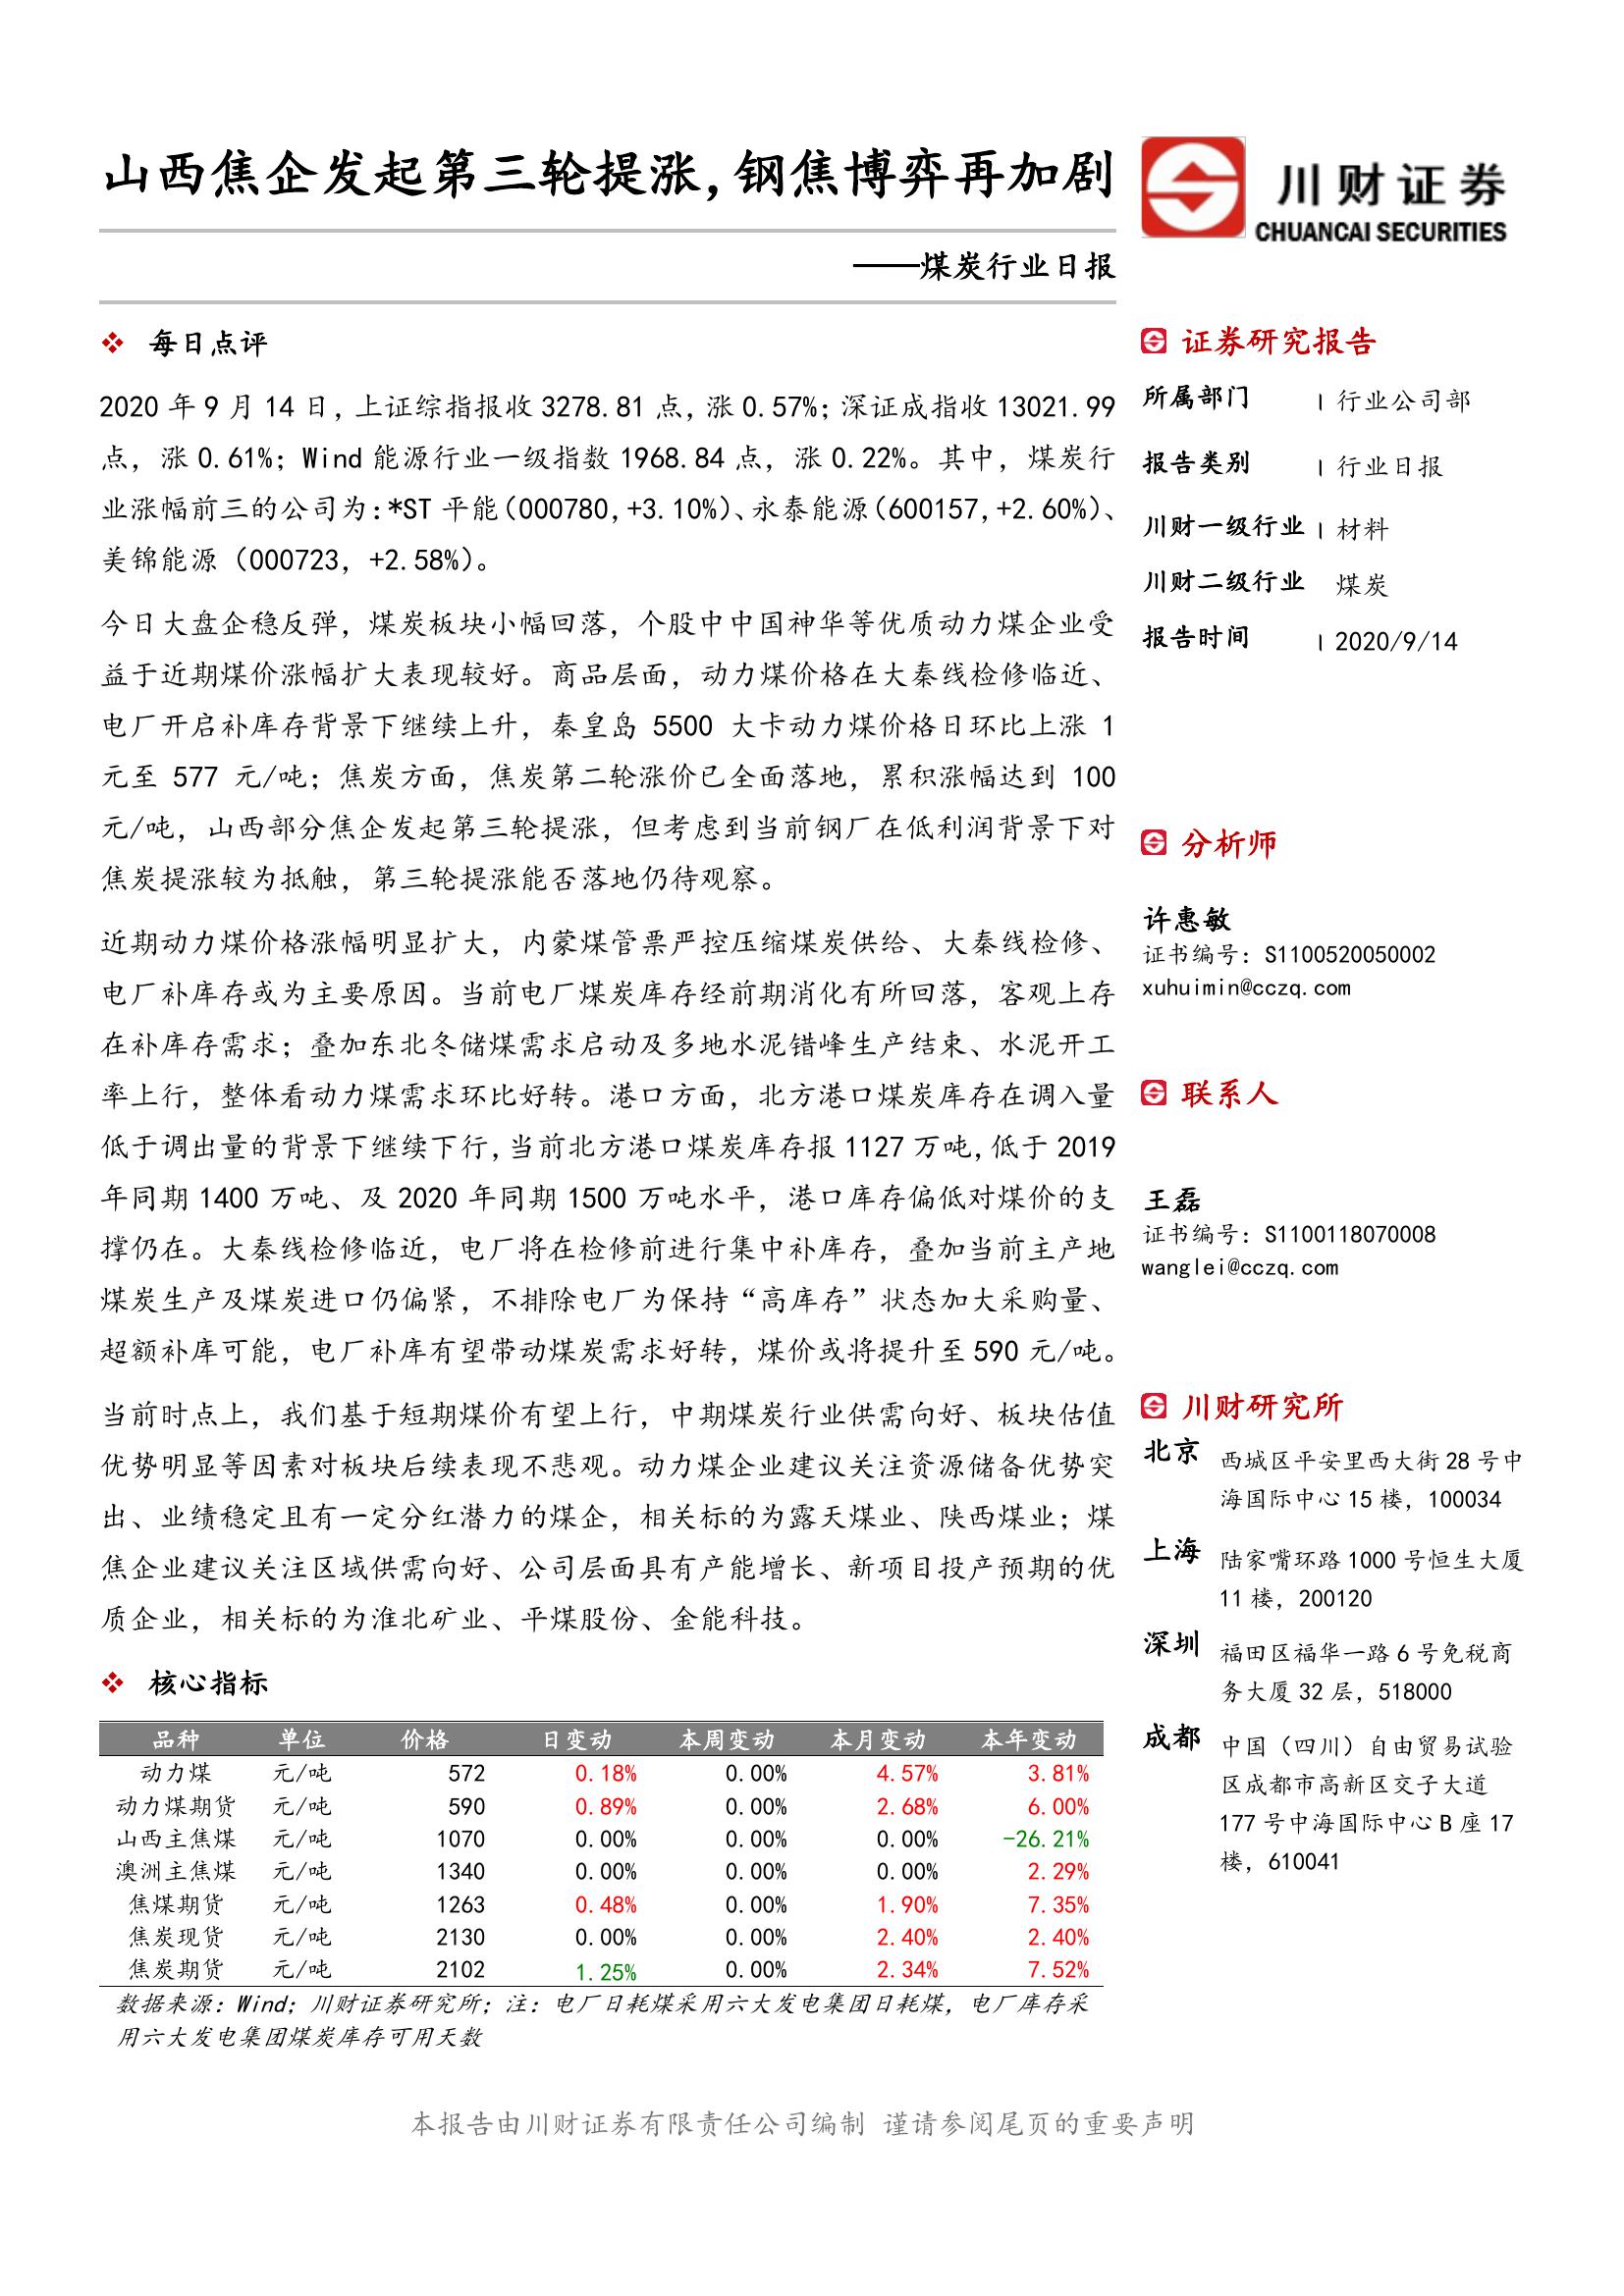 山西焦企发起第三轮提涨,钢焦博弈再加剧
川财证券
CHUANCAI SECURITIES
——煤炭行业日报
每日点评
2020 年 9 月 14 日，上证综指报收 3278.81 点，涨 0.57%；深证成指收 13021.99
点，涨 0.61%；Wind 能源行业一级指数 1968.84 点，涨 0.22%。其中，煤炭行
业涨幅前三的公司为：*ST 平能（000780,+3.10%）、永泰能源（600157,+2.60%）、
美锦能源（000723，+2.58%）。
今日大盘企稳反弹，煤炭板块小幅回落，个股中中国神华等优质动力煤企业受
益于近期煤价涨幅扩大表现较好。商品层面，动力煤价格在大秦线检修临近、
电厂开启补库存背景下继续上升，秦皇岛 5500 大卡动力煤价格日环比上涨 1
元至 577 元/吨；焦炭方面，焦炭第二轮涨价已全面落地，累积涨幅达到 100
元/吨，山西部分焦企发起第三轮提涨，但考虑到当前钢厂在低利润背景下对
焦炭提涨较为抵触，第三轮提涨能否落地仍待观察。
近期动力煤价格涨幅明显扩大，内蒙煤管票严控压缩煤炭供给、大秦线检修、
电厂补库存或为主要原因。当前电厂煤炭库存经前期消化有所回落，客观上存
在补库存需求；叠加东北冬储煤需求启动及多地水泥错峰生产结束、水泥开工
率上行，整体看动力煤需求环比好转。港口方面，北方港口煤炭库存在调入量
低于调出量的背景下继续下行，当前北方港口煤炭库存报 1127 万吨，低于 2019
年同期 1400 万吨、及 2020 年同期 1500 万吨水平，港口库存偏低对煤价的支
撑仍在。大秦线检修临近，电厂将在检修前进行集中补库存，叠加当前主产地
煤炭生产及煤炭进口仍偏紧，不排除电厂为保持“高库存”状态加大采购量、
超额补库可能，电厂补库有望带动煤炭需求好转，煤价或将提升至 590 元/吨。
当前时点上，我们基于短期煤价有望上行，中期煤炭行业供需向好、板块估值
优势明显等因素对板块后续表现不悲观。动力煤企业建议关注资源储备优势突
出、业绩稳定且有一定分红潜力的煤企，相关标的为露天煤业、陕西煤业；煤
焦企业建议关注区域供需向好、公司层面具有产能增长、新项目投产预期的优
质企业，相关标的为淮北矿业、平煤股份、金能科技。
核心指标
品种 单位 价格 日变动 本周变动 本月变动 本年变动
动力煤 元/吨 572 0.18% 0.00% 4.57% 3.81%
动力煤期货 元/吨 590 0.89% 0.00% 2.68% 6.00%
山西主焦煤 元/吨 1070 0.00% 0.00% 0.00% -26.21%
澳洲主焦煤 元/吨 1340 0.00% 0.00% 0.00% 2.29%
焦煤期货 元/吨 1263 0.48% 0.00% 1.90% 7.35%
焦炭现货 元/吨 2130 0.00% 0.00% 2.40% 2.40%
焦炭期货 元/吨 2102 1.25% 0.00% 2.34% 7.52%
数据来源：Wind；川财证券研究所；注：电厂日耗煤采用六大发电集团日耗煤，电厂库存采
用六大发电集团煤炭库存可用天数
证券研究报告
所属部门 | 行业公司部
报告类别 | 行业日报
川财一级行业 | 材料
川财二级行业 煤炭
报告时间 | 2020/9/14
分析师
许惠敏
证书编号：S1100520050002
xuhuimin@cczq.com
联系人
王磊
证书编号：S1100118070008
wanglei@cczq.com
川财研究所
北京 西城区平安里西大街 28 号中
海国际中心 15 楼，100034
上海 陆家嘴环路 1000 号恒生大厦
11 楼，200120
深圳 福田区福华一路 6 号免税商
务大厦 32 层，518000
成都 中国（四川）自由贸易试验
区成都市高新区交子大道
177 号中海国际中心 B 座 17
楼，610041
本报告由川财证券有限责任公司编制 谨请参阅尾页的重要声明